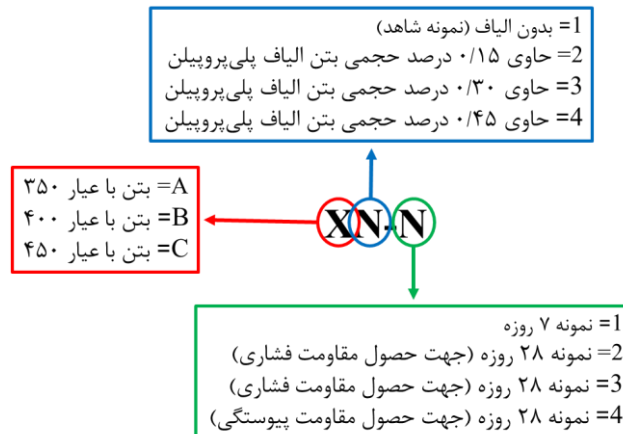 1= بدون الیاف (نمونه شاهد)
2= حاوی ۰/۱۵ درصد حجمی بتن الیاف پلی‌پروپیلن
3= حاوی ۰/۳۰ درصد حجمی بتن الیاف پلی‌پروپیلن
4= حاوی ۰/۴۵ درصد حجمی بتن الیاف پلی‌پروپیلن
A= بتن با عیار ۳۵۰
B= بتن با عیار ۴۰۰
C= بتن با عیار ۴۵۰
XN-N
1= نمونه ۷ روزه
2= نمونه ۲۸ روزه (جهت حصول مقاومت فشاری)
3= نمونه ۲۸ روزه (جهت حصول مقاومت فشاری)
4= نمونه ۲۸ روزه (جهت حصول مقاومت پیوستگی)